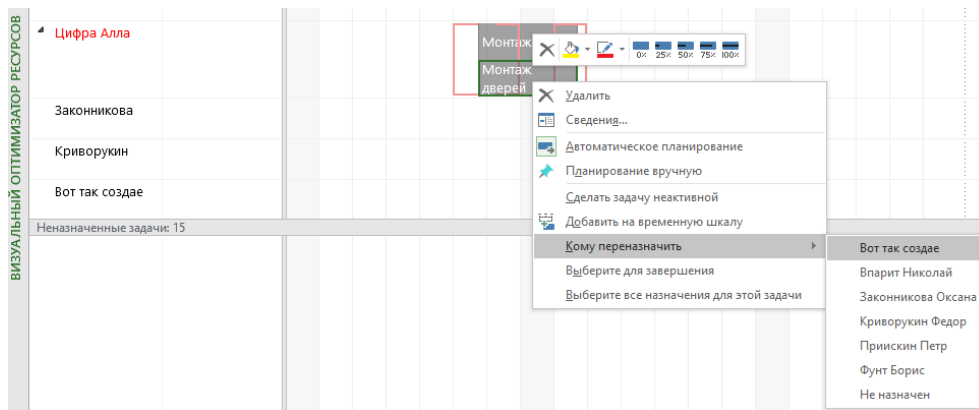 ВИЗУАЛЬНЫЙ ОПТИМИЗАТОР РЕСУРСОВ
Цифра Алла
Монтаж
0% 25% 50% 75% 100%
Монтаж
дверей
Удалить
Сведения...
Автоматическое планирование
Планирование вручную
Сделать задачу неактивной
Добавить на временную шкалу
Кому переназначить
Выберите для завершения
Выберите все назначения для этой задачи
Законникова
Криворукин
Вот так создае
Неназначенные задачи: 15
Вот так создае
Впарит Николай
Законникова Оксана
Криворукин Федор
Приискин Петр
Фунт Борис
Не назначен